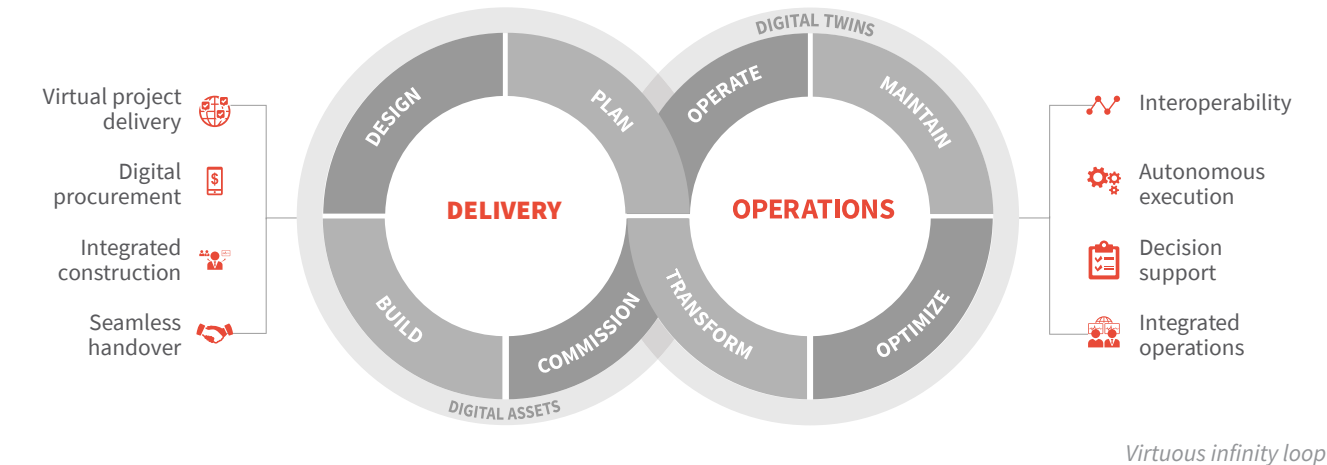 Virtual project
delivery
Digital
procurement
Integrated
construction
Seamless
handover
DESIGN
PLAN
BUILD
COMMISSION
DELIVERY
DIGITAL ASSETS
DIGITAL TWINS
OPERATE
MAINTAIN
OPERATIONS
TRANSFORM
OPTIMIZE
Interoperability
Autonomous
execution
Decision
support
Integrated
operations
Virtuous infinity loop